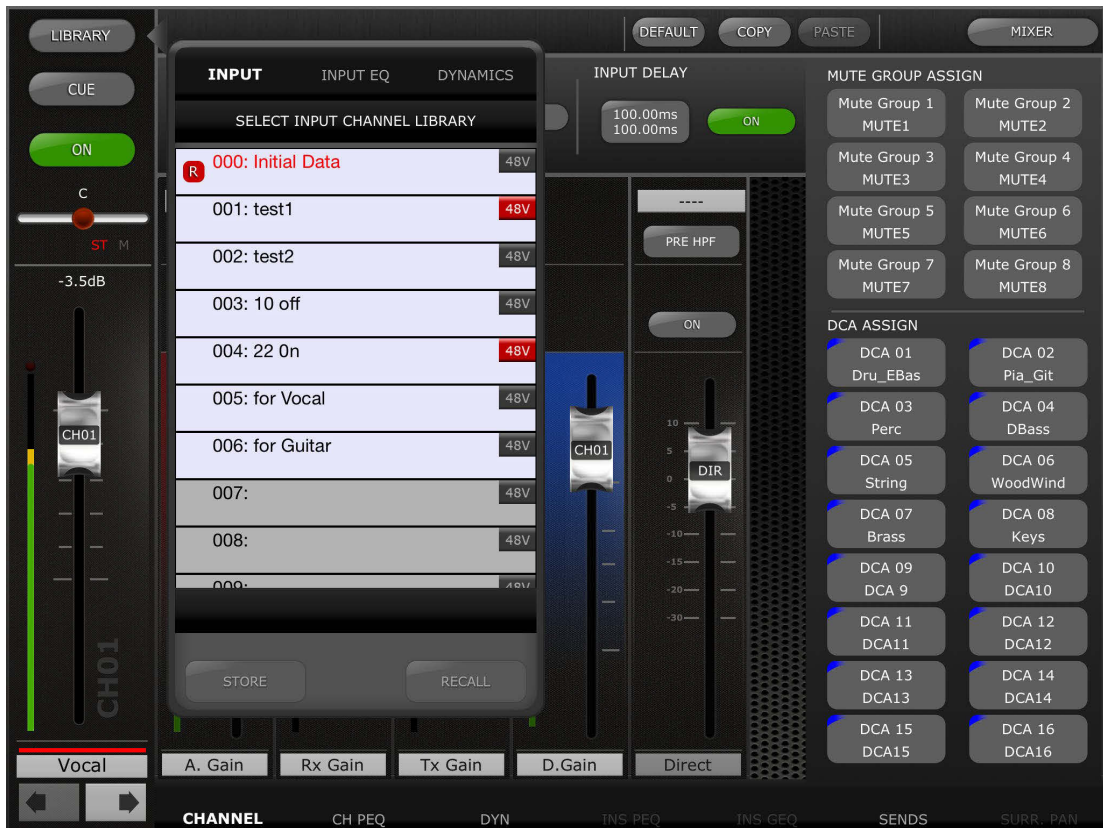 LIBRARY
DEFAULT
COPY
PASTE
MIXER
CUE
ON
C
ST M
-3.5dB
CH01
CH01
Vocal
INPUT
INPUT EQ
DYNAMICS
SELECT INPUT CHANNEL LIBRARY
R 000: Initial Data 48V
001: test1 48V
002: test2 48V
003: 10 off 48V
004: 22 0n 48V
005: for Vocal 48V
006: for Guitar 48V
007: 48V
008: 48V
009: 48V
STORE
RECALL
INPUT DELAY
100.00ms
100.00ms
ON
----
PRE HPF
ON
CH01
10
5
0
-5
-10
-15
-20
-30
DIR
A. Gain
Rx Gain
Tx Gain
D.Gain
Direct
MUTE GROUP ASSIGN
Mute Group 1
MUTE1
Mute Group 2
MUTE2
Mute Group 3
MUTE3
Mute Group 4
MUTE4
Mute Group 5
MUTE5
Mute Group 6
MUTE6
Mute Group 7
MUTE7
Mute Group 8
MUTE8
DCA ASSIGN
DCA 01
Dru_EBas
DCA 02
Pia_Git
DCA 03
Perc
DCA 04
DBass
DCA 05
String
DCA 06
WoodWind
DCA 07
Brass
DCA 08
Keys
DCA 09
DCA 9
DCA 10
DCA10
DCA 11
DCA11
DCA 12
DCA12
DCA 13
DCA13
DCA 14
DCA14
DCA 15
DCA15
DCA 16
DCA16
CHANNEL
CH PEQ
DYN
INS PEQ
INS GEQ
SENDS
SURR. PAN